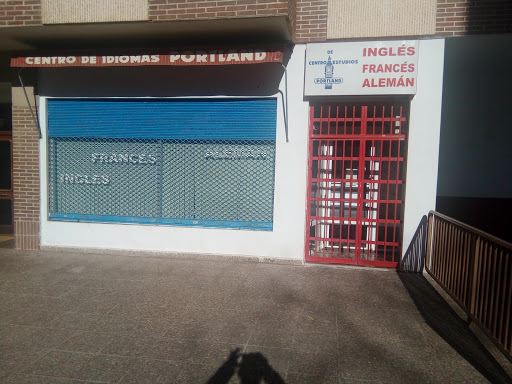 CENTRO DE IDIOMAS PORTLAND
DE
CENTRO ESTUDIOS
PORTLAND
INGLÉS
FRANCÉS
ALEMÁN
FRANCÉS
ALEMÁN
INGLÉS